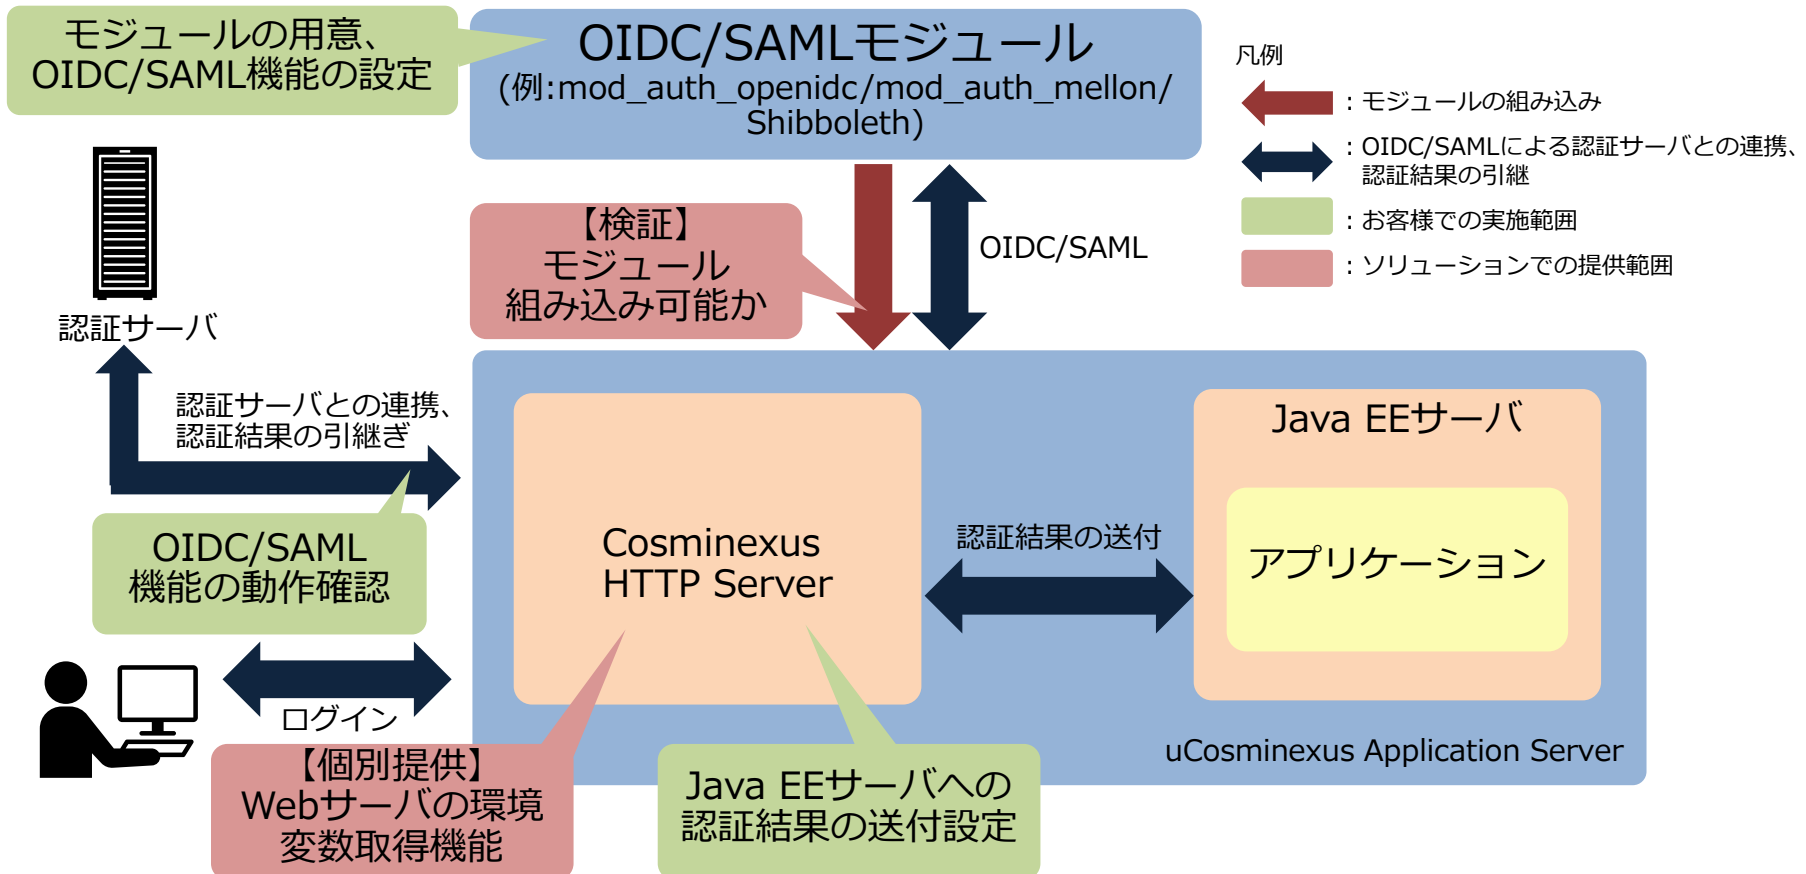 モジュールの用意、
OIDC/SAML機能の設定
OIDC/SAMLモジュール
(例:mod_auth_openidc/mod_auth_mellon/
Shibboleth)
凡例
：モジュールの組み込み
：OIDC/SAMLによる認証サーバとの連携、
認証結果の引継
：お客様での実施範囲
：ソリューションでの提供範囲
【検証】
モジュール
組み込み可能か
OIDC/SAML
認証サーバ
認証サーバとの連携、
認証結果の引継ぎ
OIDC/SAML
機能の動作確認
Cosminexus
HTTP Server
認証結果の送付
Java EEサーバ
アプリケーション
ログイン
【個別提供】
Webサーバの環境
変数取得機能
Java EEサーバへの
認証結果の送付設定
uCosminexus Application Server